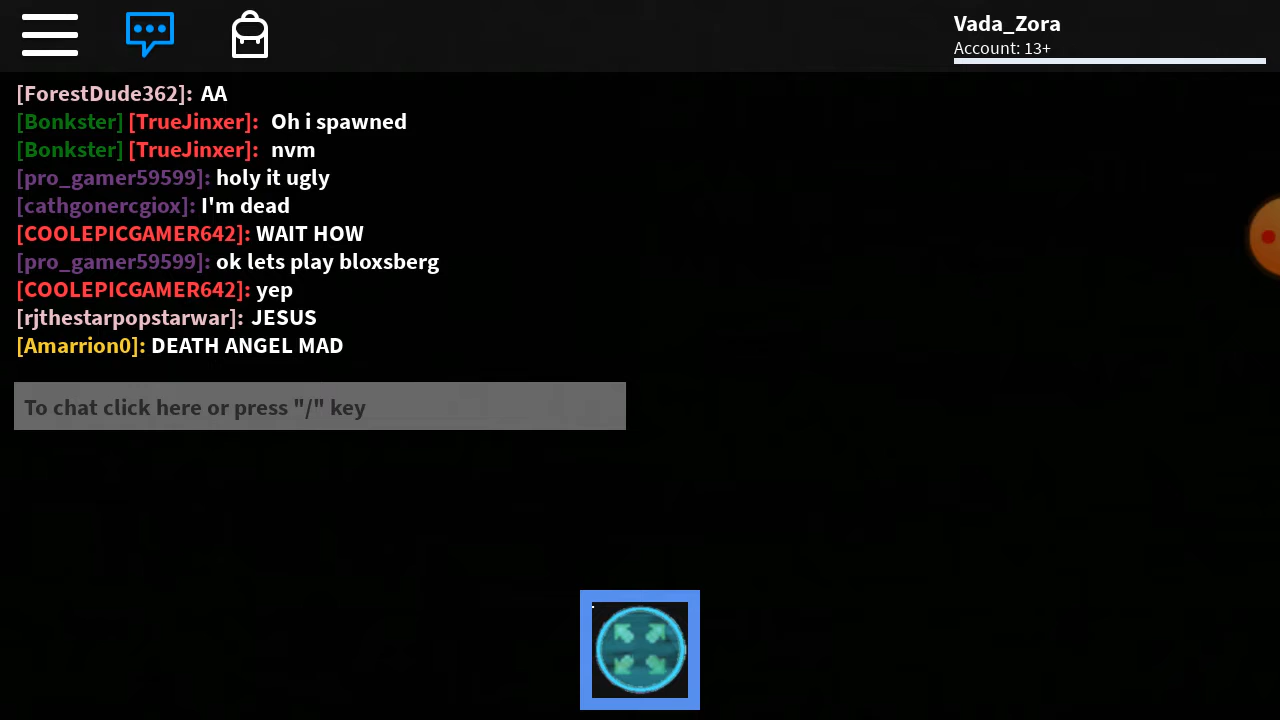 Vada_Zora
Account: 13+
[ForestDude362]: AA
[Bonkster] [TrueJinxer]: Oh i spawned
[Bonkster] [TrueJinxer]: nvm
[pro_gamer59599]: holy it ugly
[cathgonercgiox]: I'm dead
[COOLEPICGAMER642]: WAIT HOW
[pro_gamer59599]: ok lets play bloxsberg
[COOLEPICGAMER642]: yep
[rjthestarpopstarwar]: JESUS
[Amarrion0]: DEATH ANGEL MAD
To chat click here or press "/" key